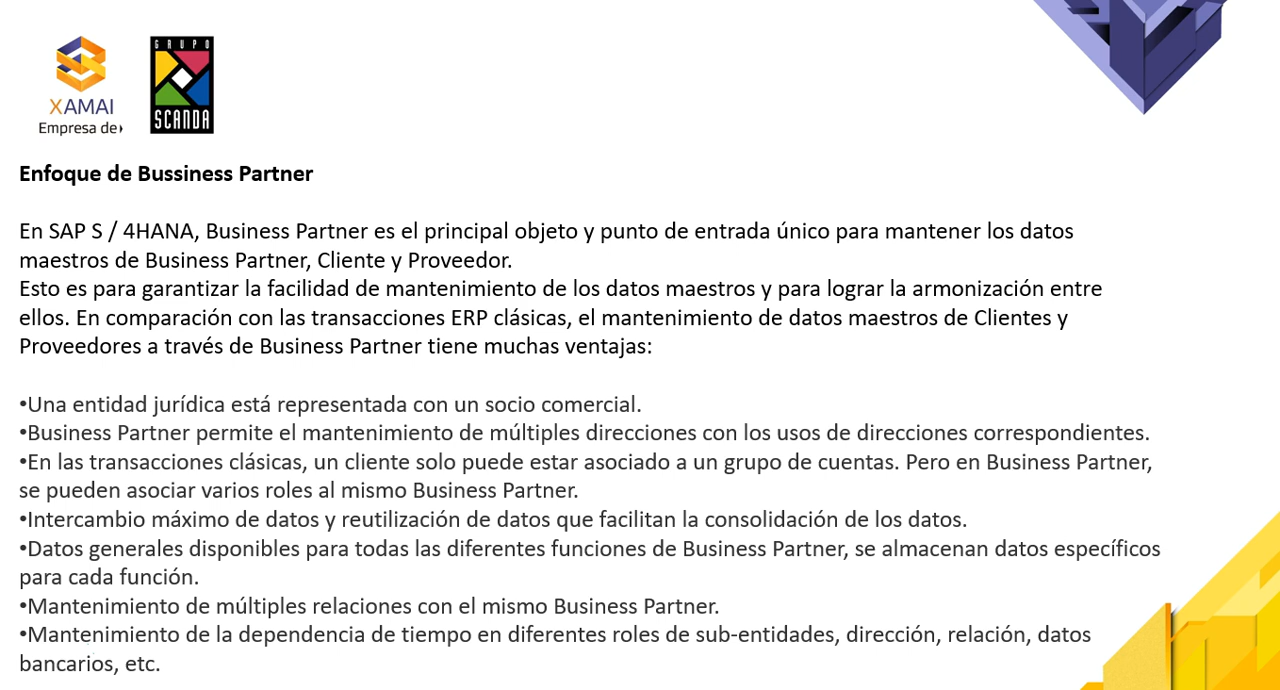 GRUPO
SCANDA
XAMAI
Empresa de
Enfoque de Bussiness Partner
En SAP S / 4HANA, Business Partner es el principal objeto y punto de entrada único para mantener los datos
maestros de Business Partner, Cliente y Proveedor.
Esto es para garantizar la facilidad de mantenimiento de los datos maestros y para lograr la armonización entre
ellos. En comparación con las transacciones ERP clásicas, el mantenimiento de datos maestros de Clientes y
Proveedores a través de Business Partner tiene muchas ventajas:
•Una entidad jurídica está representada con un socio comercial.
•Business Partner permite el mantenimiento de múltiples direcciones con los usos de direcciones correspondientes.
•En las transacciones clásicas, un cliente solo puede estar asociado a un grupo de cuentas. Pero en Business Partner,
se pueden asociar varios roles al mismo Business Partner.
•Intercambio máximo de datos y reutilización de datos que facilitan la consolidación de los datos.
•Datos generales disponibles para todas las diferentes funciones de Business Partner, se almacenan datos específicos
para cada función.
•Mantenimiento de múltiples relaciones con el mismo Business Partner.
•Mantenimiento de la dependencia de tiempo en diferentes roles de sub-entidades, dirección, relación, datos
bancarios, etc.